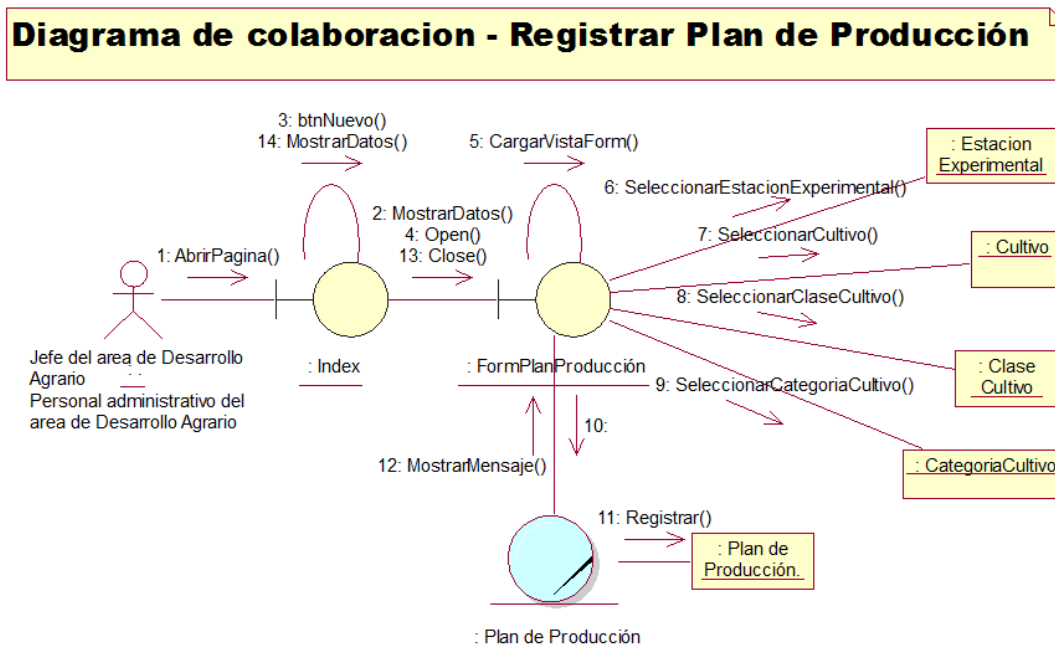 Diagrama de colaboracion - Registrar Plan de Producción
3: btnNuevo()
14: MostrarDatos()
5: CargarVistaForm()
: Estacion
Experimental
6: SeleccionarEstacionExperimental()
2: MostrarDatos()
4: Open()
13: Close()
7: SeleccionarCultivo()
: Cultivo
1: AbrirPagina()
8: SeleccionarClaseCultivo()
Jefe del area de Desarrollo
Agrario
: Index
: FormPlanProducción
: Clase
Cultivo
9: SeleccionarCategoriaCultivo()
Personal administrativo del
area de Desarrollo Agrario
10:
12: MostrarMensaje()
: CategoriaCultivo
11: Registrar()
: Plan de
Producción.
: Plan de Producción